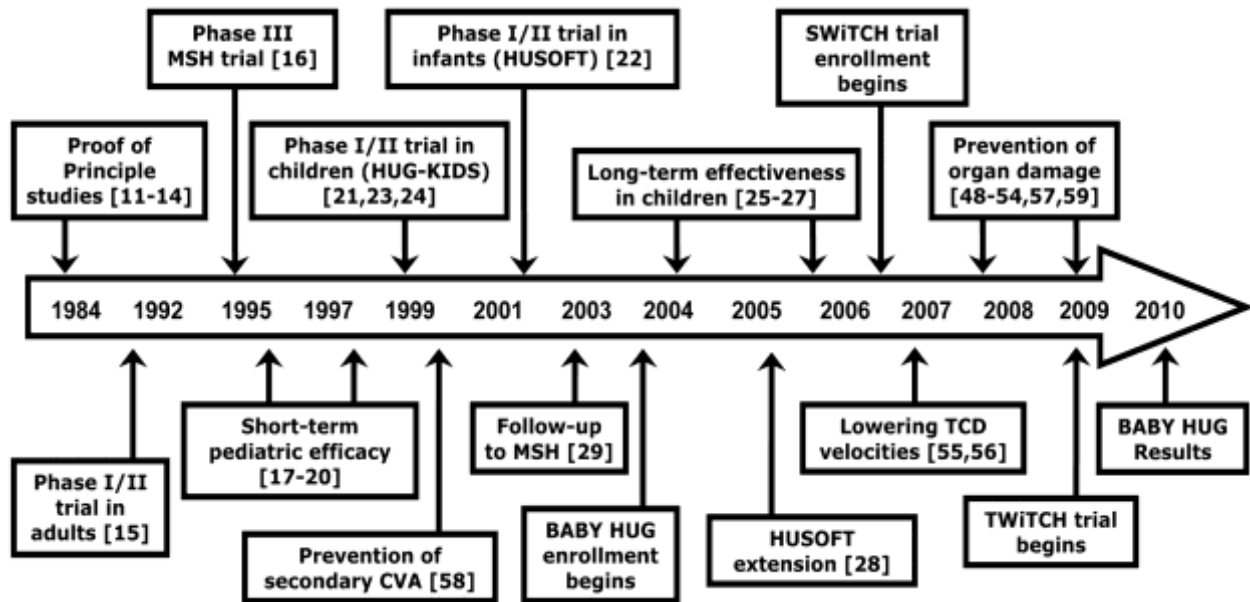 Phase III
MSH trial [16]
Phase I/II trial in
infants (HUSOFT) [22]
SWiTCH trial
enrollment
begins
Proof of
Principle
studies [11-14]
Phase I/II trial in
children (HUG-KIDS)
[21,23,24]
Long-term effectiveness
in children [25-27]
Prevention of
organ damage
[48-54,57,59]
1984 1992 1995 1997 1999 2001 2003 2004 2005 2006 2007 2008 2009 2010
Phase I/II
trial in
adults [15]
Short-term
pediatric efficacy
[17-20]
Prevention of
secondary CVA [58]
Follow-up
to MSH [29]
BABY HUG
enrollment
begins
HUSOFT
extension [28]
Lowering TCD
velocities [55,56]
TWiTCH trial
begins
BABY HUG
Results